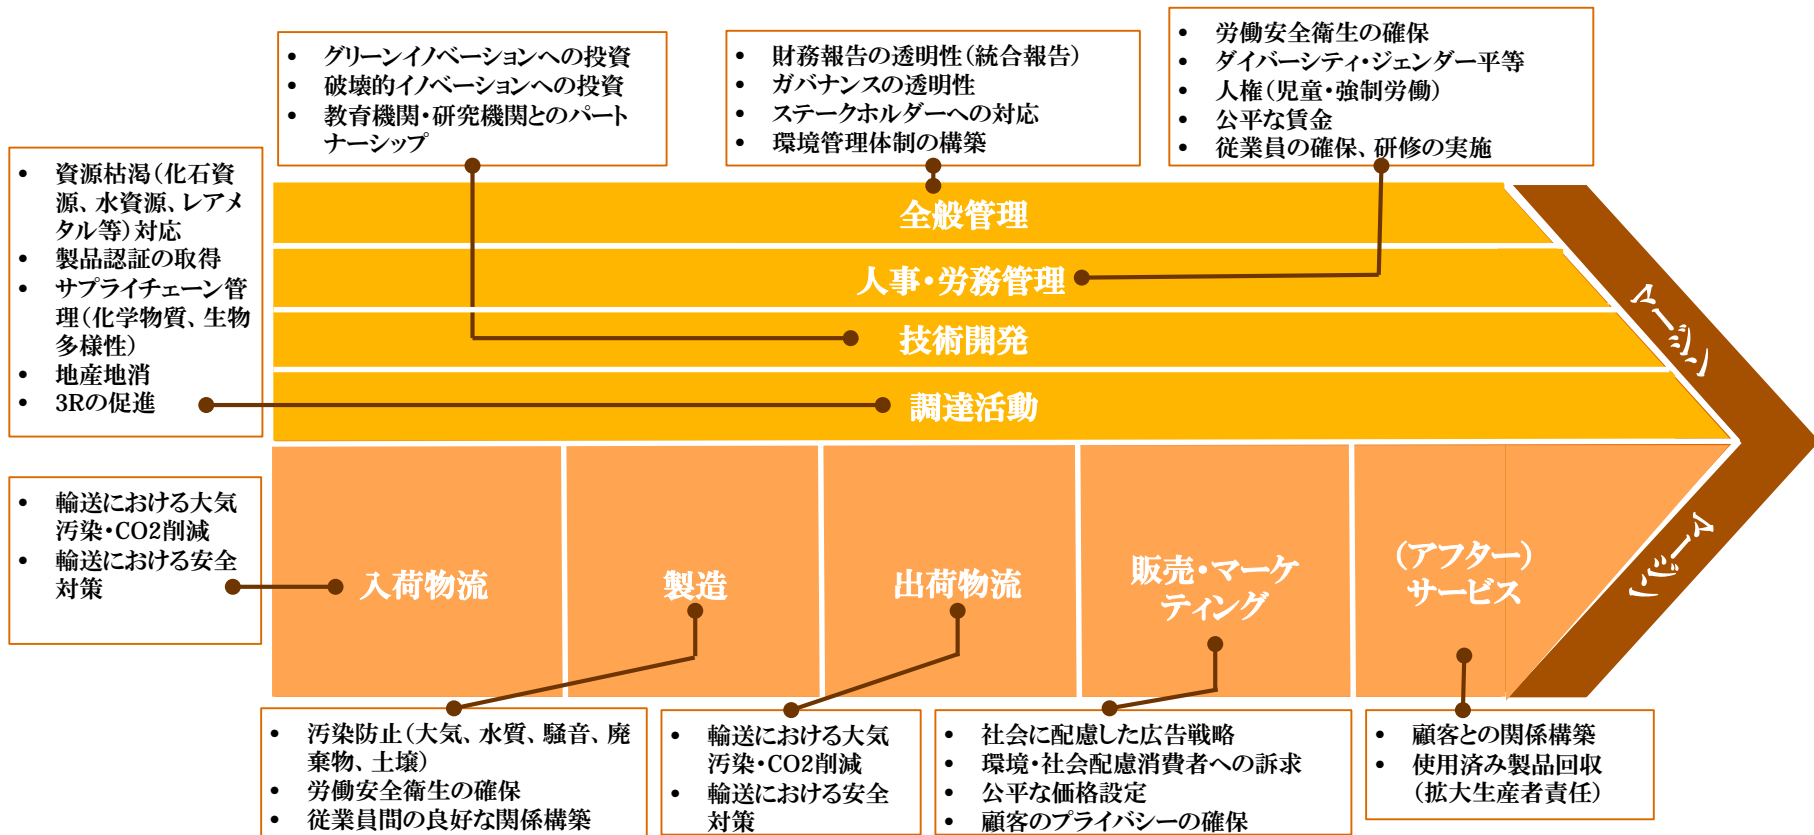 • グリーンイノベーションへの投資
• 破壊的イノベーションへの投資
• 教育機関・研究機関とのパート
ナーシップ
• 財務報告の透明性(統合報告)
• ガバナンスの透明性
• ステークホルダーへの対応
• 環境管理体制の構築
• 労働安全衛生の確保
• ダイバーシティ・ジェンダー平等
• 人権(児童・強制労働)
• 公平な賃金
• 従業員の確保、研修の実施
• 資源枯渇(化石資
源、水資源、レアメ
タル等)対応
• 製品認証の取得
• サプライチェーン管
理(化学物質、生物
多様性)
• 地産地消
• 3Rの促進
全般管理
人事・労務管理
技術開発
調達活動
マージン
• 輸送における大気
汚染・CO2削減
• 輸送における安全
対策
入荷物流
製造
出荷物流
販売・マーケ
ティング
(アフター)
サービス
マージン
• 汚染防止(大気、水質、騒音、廃
棄物、土壌)
• 労働安全衛生の確保
• 従業員間の良好な関係構築
• 輸送における大気
汚染・CO2削減
• 輸送における安全
対策
• 社会に配慮した広告戦略
• 環境・社会配慮消費者への訴求
• 公平な価格設定
• 顧客のプライバシーの確保
• 顧客との関係構築
• 使用済み製品回収
(拡大生産者責任)